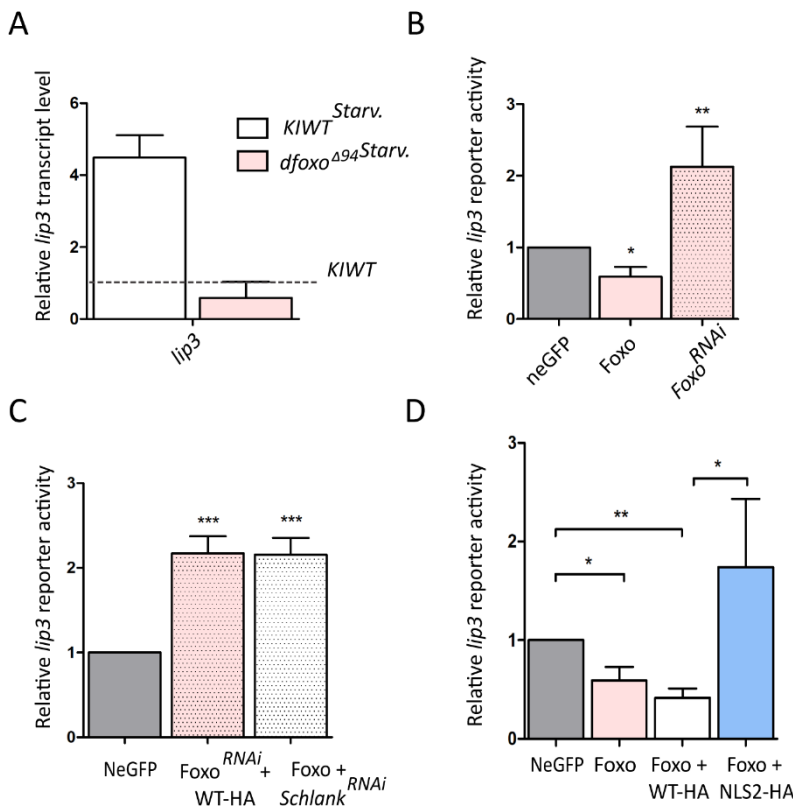 A
Relative lip3 transcript level
6
4
2
0
KIWT Starv.
dfoxo Δ94 Starv.
KIWT
lip3
B
Relative lip3 reporter activity
3
2
1
0
*
**
neGFP
Foxo
Foxo RNAi
C
Relative lip3 reporter activity
3
2
1
0
***
***
NeGFP
Foxo RNAi +
WT-HA
Foxo +
Schlank RNAi
D
Relative lip3 reporter activity
3
2
1
0
*
**
*
NeGFP
Foxo
Foxo +
WT-HA
Foxo +
NLS2-HA